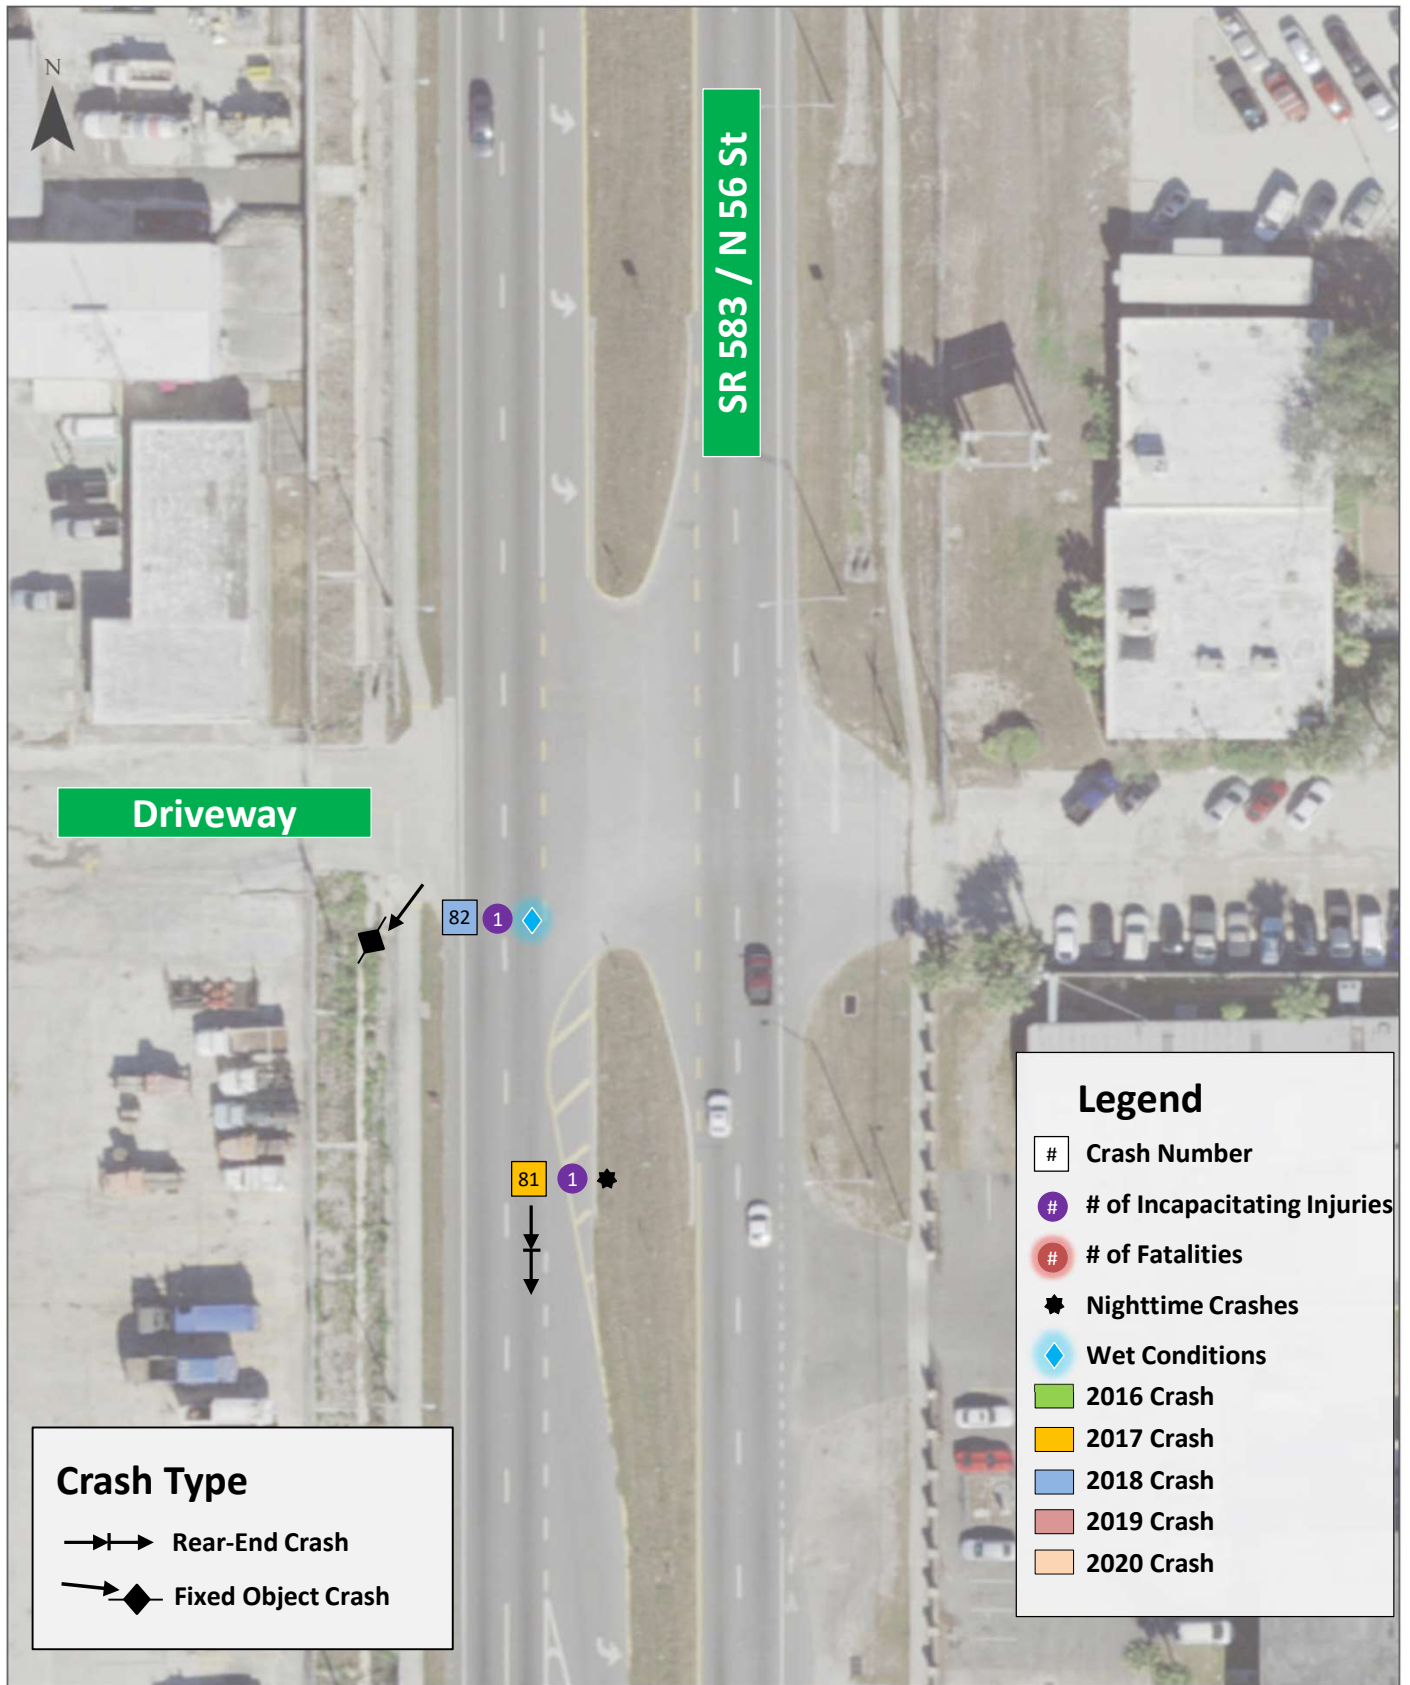 N
SR 583 / N 56 St
Driveway
82
1
81
1
Legend
# Crash Number
# # of Incapacitating Injuries
# # of Fatalities
Nighttime Crashes
Wet Conditions
2016 Crash
2017 Crash
2018 Crash
2019 Crash
2020 Crash
Crash Type
Rear-End Crash
Fixed Object Crash